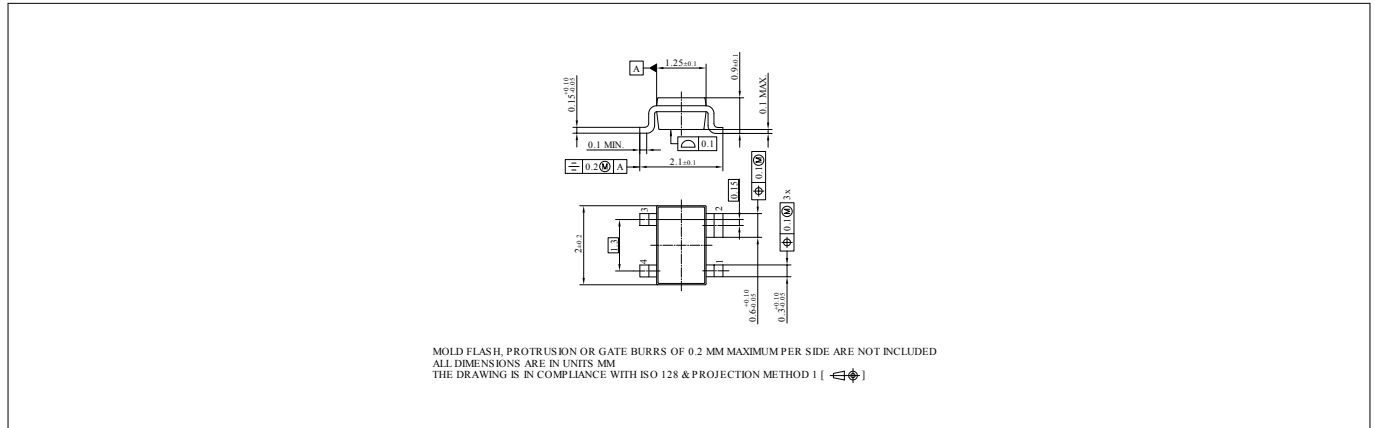 A
1.25±0.1
0.9±0.1
0.1 MAX.
+0.10
0.15-0.05
0.1 MIN.
0.1
0.2 Ⓜ A
2.1±0.1
0.15
0.1Ⓜ
0.1Ⓜ 3x
3
2
2±0.2
1.3
4
1
+0.10
0.6-0.05
+0.10
0.3-0.05
MOLD FLASH, PROTRUSION OR GATE BURRS OF 0.2 MM MAXIMUM PER SIDE ARE NOT INCLUDED
ALL DIMENSIONS ARE IN UNITS MM
THE DRAWING IS IN COMPLIANCE WITH ISO 128 & PROJECTION METHOD 1 [ ]